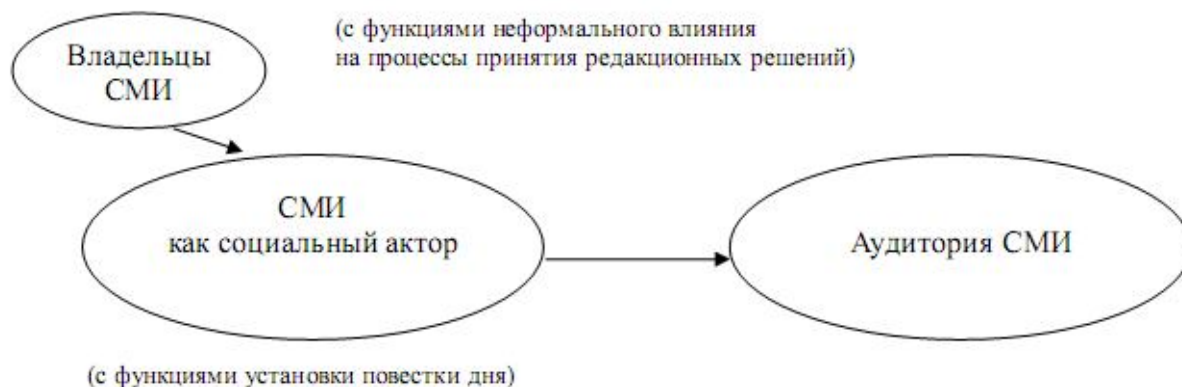 Владельцы
СМИ
(с функциями неформального влияния
на процессы принятия редакционных решений)
СМИ
как социальный актор
Аудитория СМИ
(с функциями установки повестки дня)